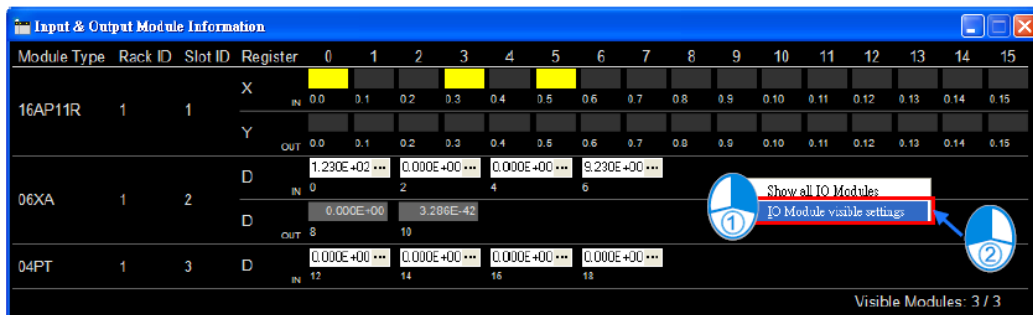 Input & Output Module Information
Module Type Rack ID Slot ID Register 0 1 2 3 4 5 6 7 8 9 10 11 12 13 14 15
X
IN 0.0 0.1 0.2 0.3 0.4 0.5 0.6 0.7 0.8 0.9 0.10 0.11 0.12 0.13 0.14 0.15
16AP11R 1 1
Y
OUT 0.0 0.1 0.2 0.3 0.4 0.5 0.6 0.7 0.8 0.9 0.10 0.11 0.12 0.13 0.14 0.15
D 1.230E+02 ... 0.000E+00 ... 0.000E+00 ... 9.230E+00 ...
IN 0 2 4 6
Show all IO Modules
06XA 1 2
IO Module visible settings
1
D 0.000E+00 3.286E-42
OUT 8 10
2
04PT 1 3 D 0.000E+00 ... 0.000E+00 ... 0.000E+00 ... 0.000E+00 ...
IN 12 14 16 18
Visible Modules: 3 / 3